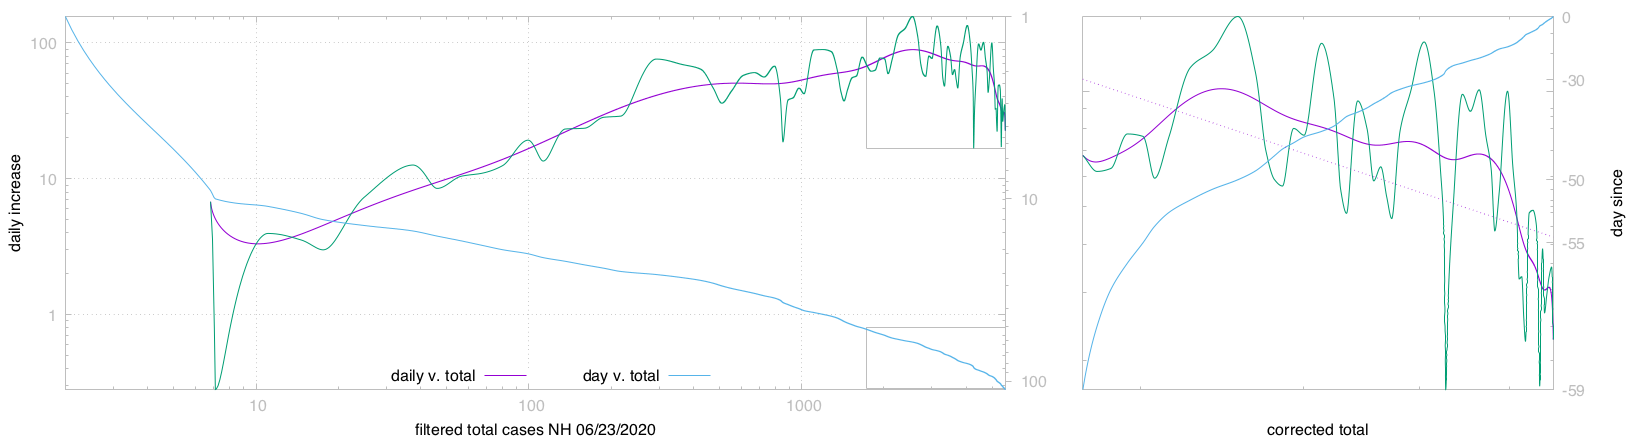 100
10
1
daily increase
10
100
1000
1
10
100
daily v. total
day v. total
filtered total cases NH 06/23/2020
0
-30
-50
-55
-59
day since
corrected total